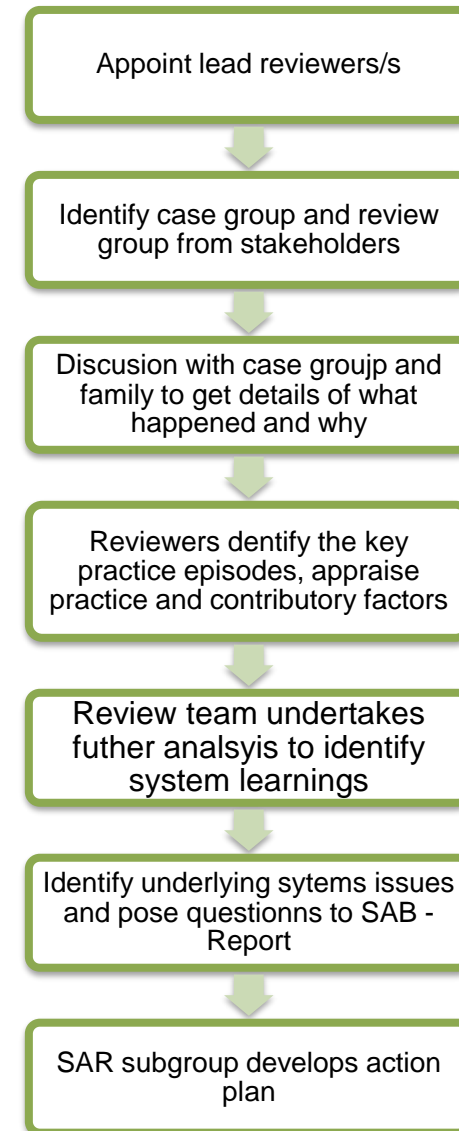 Appoint lead reviewers/s
Identify case group and review
group from stakeholders
Discusion with case groujp and
family to get details of what
happened and why
Reviewers dentify the key
practice episodes, appraise
practice and contributory factors
Review team undertakes
futher analsyis to identify
system learnings
Identify underlying sytems issues
and pose questionns to SAB -
Report
SAR subgroup develops action
plan